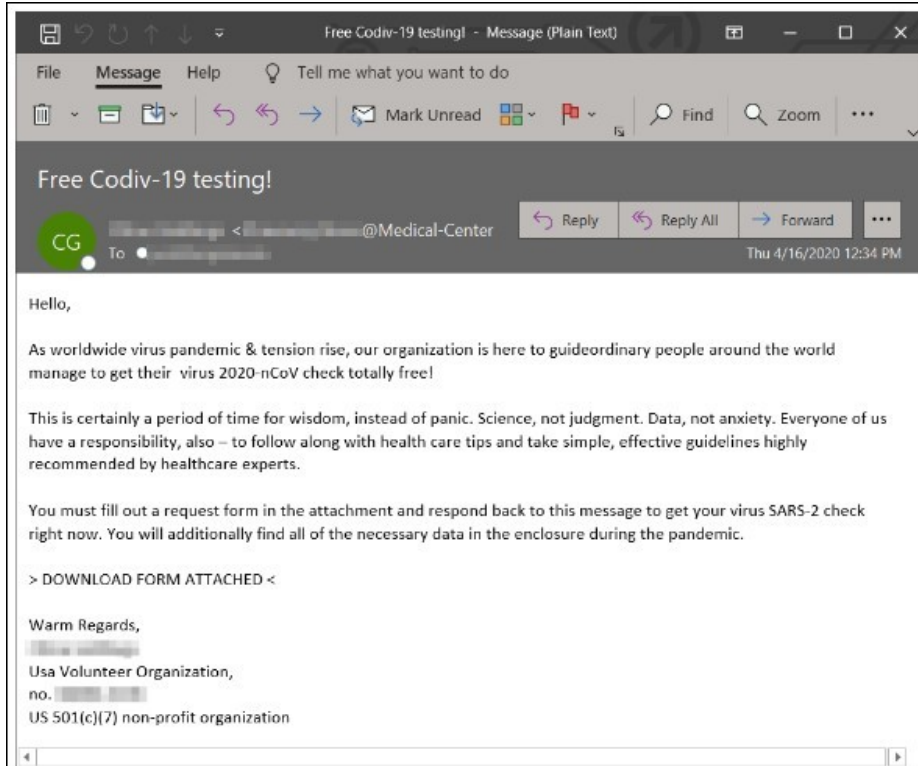 Free Codiv-19 testing! - Message (Plain Text)
File Message Help Tell me what you want to do
Mark Unread Find Zoom
Free Codiv-19 testing!
CG
<
@Medical-Center
Reply Reply All Forward
To
Thu 4/16/2020 12:34 PM
Hello,
As worldwide virus pandemic & tension rise, our organization is here to guideordinary people around the world
manage to get their virus 2020-nCoV check totally free!
This is certainly a period of time for wisdom, instead of panic. Science, not judgment. Data, not anxiety. Everyone of us
have a responsibility, also – to follow along with health care tips and take simple, effective guidelines highly
recommended by healthcare experts.
You must fill out a request form in the attachment and respond back to this message to get your virus SARS-2 check
right now. You will additionally find all of the necessary data in the enclosure during the pandemic.
> DOWNLOAD FORM ATTACHED <
Warm Regards,
Usa Volunteer Organization,
no.
US 501(c)(7) non-profit organization